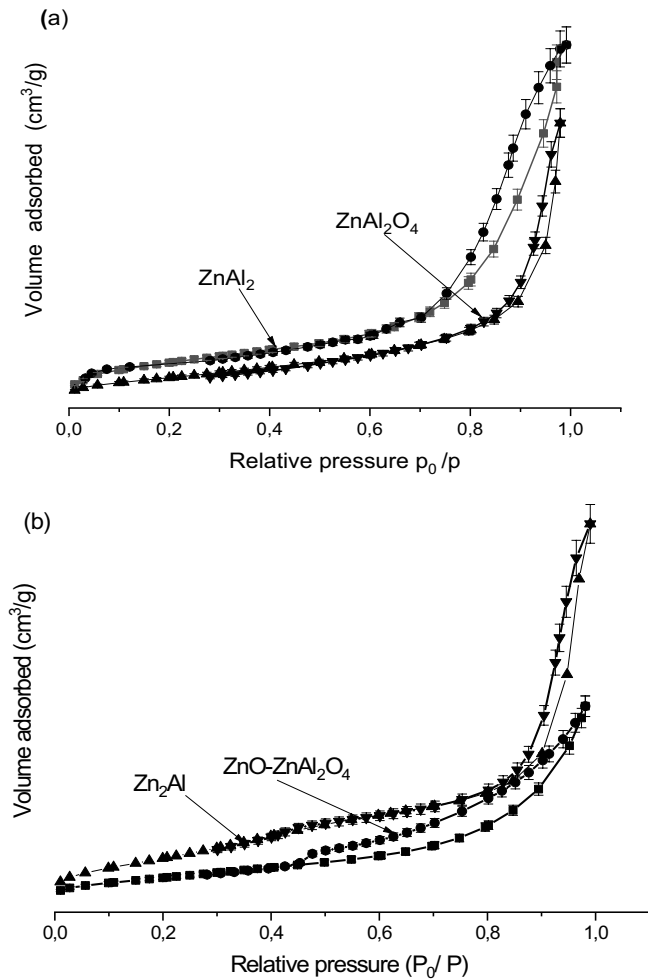 (a)
Volume adsorbed (cm³/g)
ZnAl₂O₄
ZnAl₂
0,0 0,2 0,4 0,6 0,8 1,0
Relative pressure p₀/p
(b)
Volume adsorbed (cm³/g)
ZnO-ZnAl₂O₄
Zn₂Al
0,0 0,2 0,4 0,6 0,8 1,0
Relative pressure (P₀/ P)